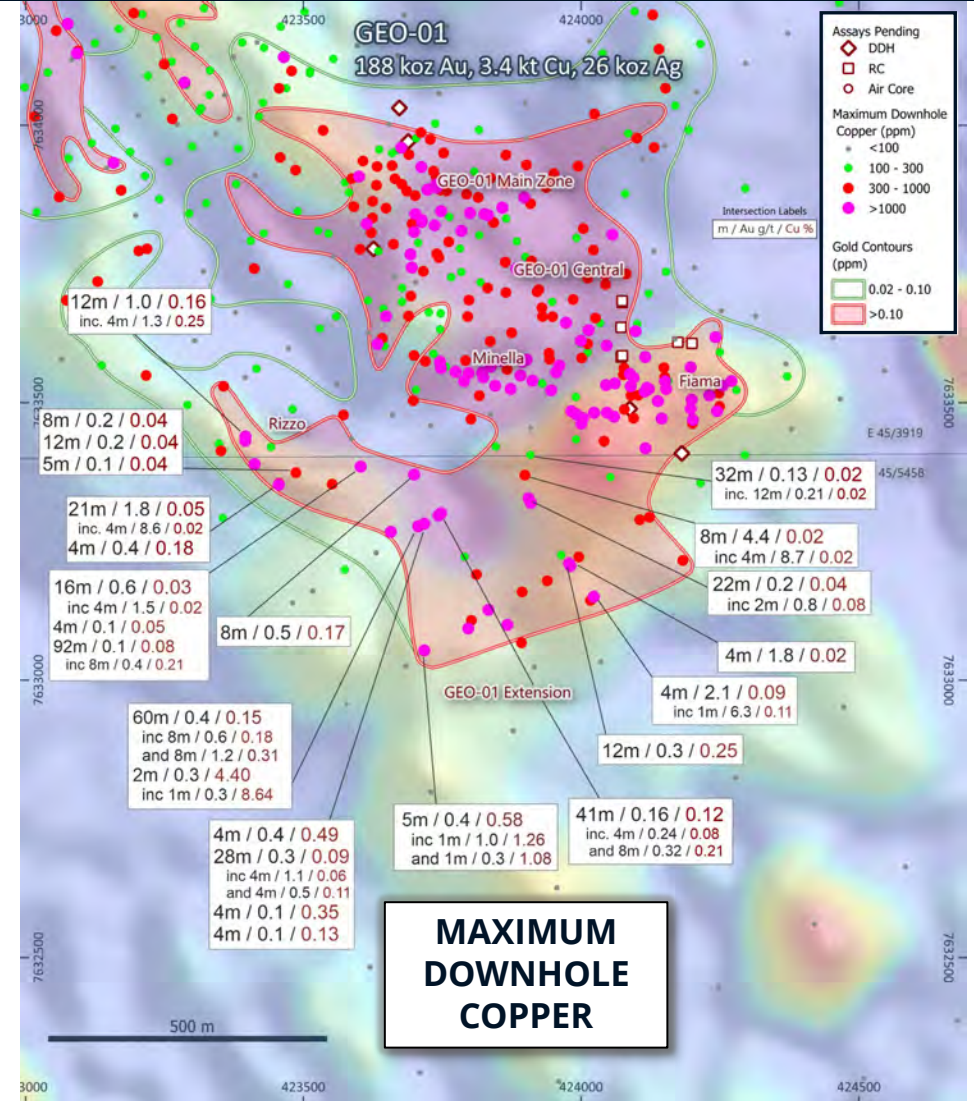 3000
423500
424000
GEO-01
188 koz Au, 3.4 kt Cu, 26 koz Ag
Assays Pending
DDH
RC
Air Core
Maximum Downhole
Copper (ppm)
<100
100 - 300
300 - 1000
>1000
Intersection Labels
m / Au g/t / Cu %
Gold Contours
(ppm)
0.02 - 0.10
>0.10
7634000
GEO-01 Main Zone
GEO-01 Central
Minella
Fiama
Rizzo
7633500
7633500
E 45/3919
45/5458
12m / 1.0 / 0.16
inc. 4m / 1.3 / 0.25
8m / 0.2 / 0.04
12m / 0.2 / 0.04
5m / 0.1 / 0.04
21m / 1.8 / 0.05
inc. 4m / 8.6 / 0.02
4m / 0.4 / 0.18
16m / 0.6 / 0.03
inc 4m / 1.5 / 0.02
4m / 0.1 / 0.05
92m / 0.1 / 0.08
inc 8m / 0.4 / 0.21
8m / 0.5 / 0.17
32m / 0.13 / 0.02
inc. 12m / 0.21 / 0.02
8m / 4.4 / 0.02
inc 4m / 8.7 / 0.02
22m / 0.2 / 0.04
inc 2m / 0.8 / 0.08
4m / 1.8 / 0.02
4m / 2.1 / 0.09
inc 1m / 6.3 / 0.11
12m / 0.3 / 0.25
7633000
7633000
GEO-01 Extension
60m / 0.4 / 0.15
inc 8m / 0.6 / 0.18
and 8m / 1.2 / 0.31
2m / 0.3 / 4.40
inc 1m / 0.3 / 8.64
4m / 0.4 / 0.49
28m / 0.3 / 0.09
inc 4m / 1.1 / 0.06
and 4m / 0.5 / 0.11
4m / 0.1 / 0.35
4m / 0.1 / 0.13
5m / 0.4 / 0.58
inc 1m / 1.0 / 1.26
and 1m / 0.3 / 1.08
41m / 0.16 / 0.12
inc. 4m / 0.24 / 0.08
and 8m / 0.32 / 0.21
MAXIMUM
DOWNHOLE
COPPER
7632500
7632500
500 m
3000
423500
424000
424500